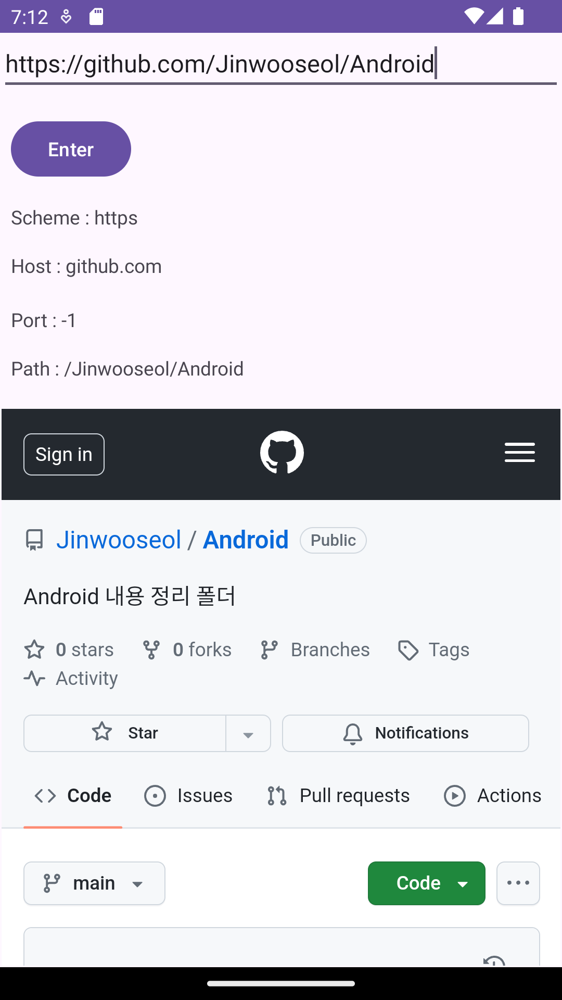 7:12
https://github.com/Jinwooseol/Android
Enter
Scheme : https
Host : github.com
Port : -1
Path : /Jinwooseol/Android
Sign in
Jinwooseol / Android Public
Android 내용 정리 폴더
0 stars 0 forks Branches Tags
Activity
Star Notifications
Code Issues Pull requests Actions
main Code